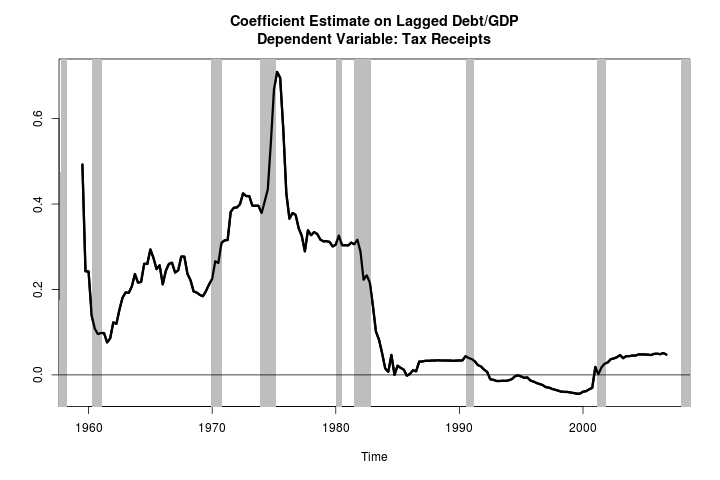 Coefficient Estimate on Lagged Debt/GDP
Dependent Variable: Tax Receipts
0.6
0.4
0.2
0.0
1960 1970 1980 1990 2000
Time